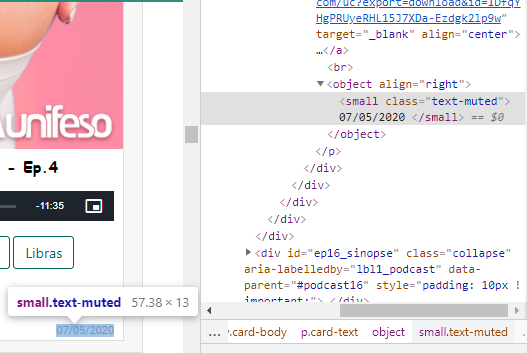 unifeso
- Ep.4
-11:35
Libras
small.text-muted 57.38 × 13
07/05/2020
com/uc?export=download&id=1DfqY
HgPRUyeRHL15J7XDa-Ezdgk2lp9w"
target="_blank" align="center">
…</a>
<br>
▼<object align="right">
<small class="text-muted">
07/05/2020 </small> == $0
</object>
</p>
</div>
</div>
</div>
</div>
▶<div id="ep16_sinopse" class="collapse"
aria-labelledby="lbl1_podcast" data-
parent="#podcast16" style="padding: 10px !
important;"> </div>
... v.card-body p.card-text object small.text-muted ...